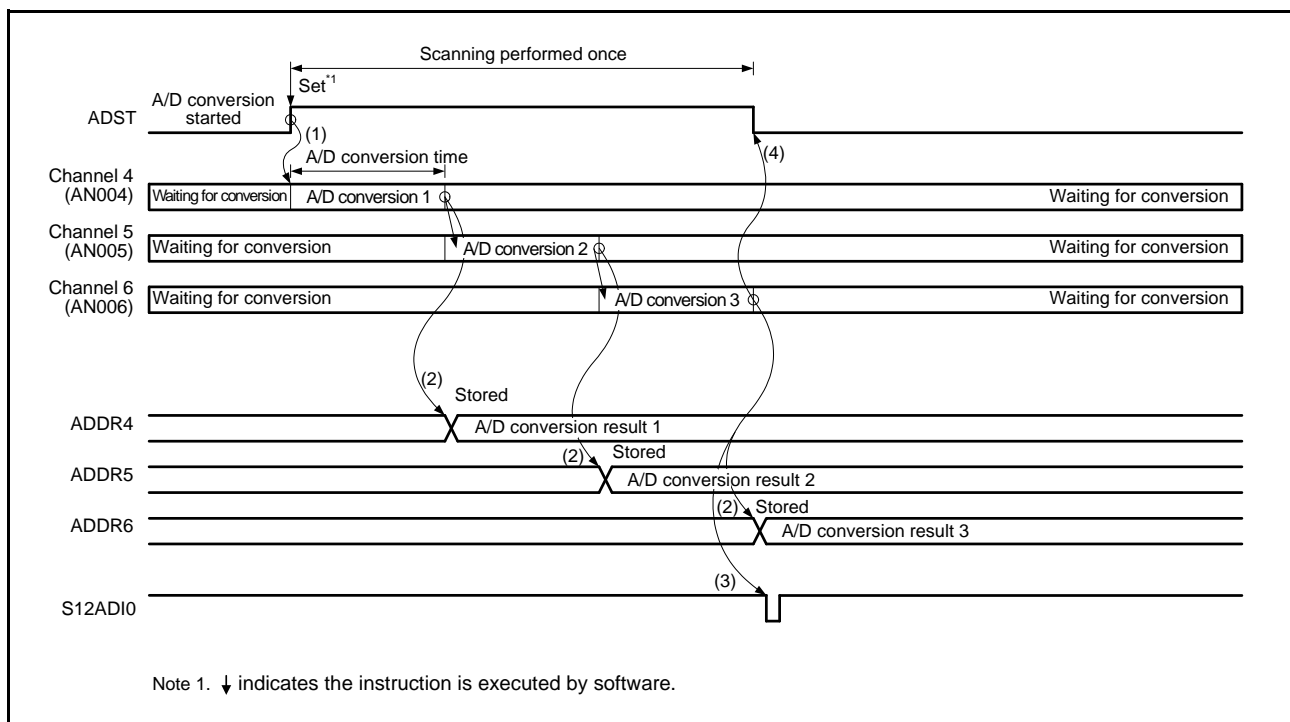 Scanning performed once
Set*1
A/D conversion
started
ADST
(1)
(4)
A/D conversion time
Channel 4
(AN004)
Waiting for conversion
A/D conversion 1
Waiting for conversion
Channel 5
(AN005)
Waiting for conversion
A/D conversion 2
Waiting for conversion
Channel 6
(AN006)
Waiting for conversion
A/D conversion 3
Waiting for conversion
(2)
Stored
ADDR4
A/D conversion result 1
(2)
Stored
ADDR5
A/D conversion result 2
(2)
Stored
ADDR6
A/D conversion result 3
(3)
S12ADI0
Note 1. ↓ indicates the instruction is executed by software.